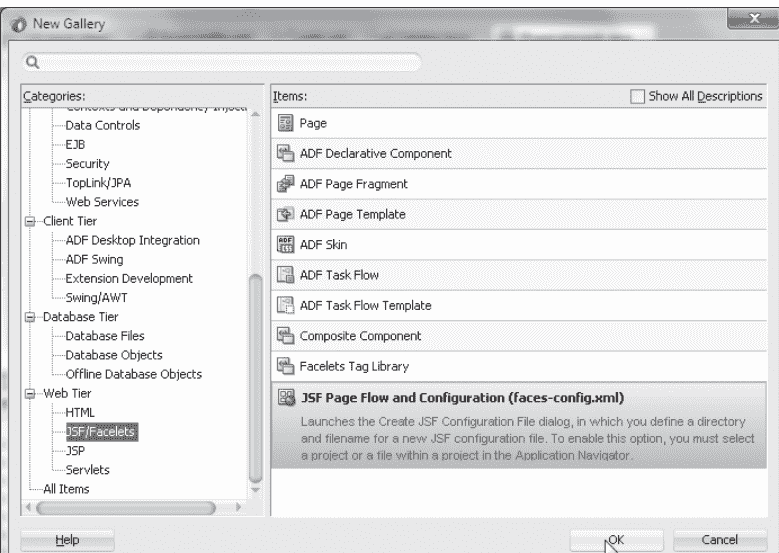 New Gallery
Categories:
Contexts and Dependency Injecti
Data Controls
EJB
Security
TopLink/JPA
Web Services
Client Tier
ADF Desktop Integration
ADF Swing
Extension Development
Swing/AWT
Database Tier
Database Files
Database Objects
Offline Database Objects
Web Tier
HTML
JSF/Facelets
JSP
Servlets
All Items
Items:
Show All Descriptions
Page
ADF Declarative Component
ADF Page Fragment
ADF Page Template
ADF Skin
ADF Task Flow
ADF Task Flow Template
Composite Component
Facelets Tag Library
JSF Page Flow and Configuration (faces-config.xml)
Launches the Create JSF Configuration File dialog, in which you define a directory
and filename for a new JSF configuration file. To enable this option, you must select
a project or a file within a project in the Application Navigator.
Help
OK
Cancel